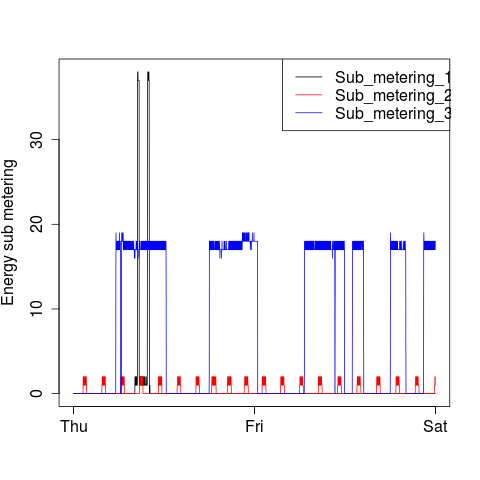 Sub_metering_1
Sub_metering_2
Sub_metering_3
Energy sub metering
30
20
10
0
Thu Fri Sat